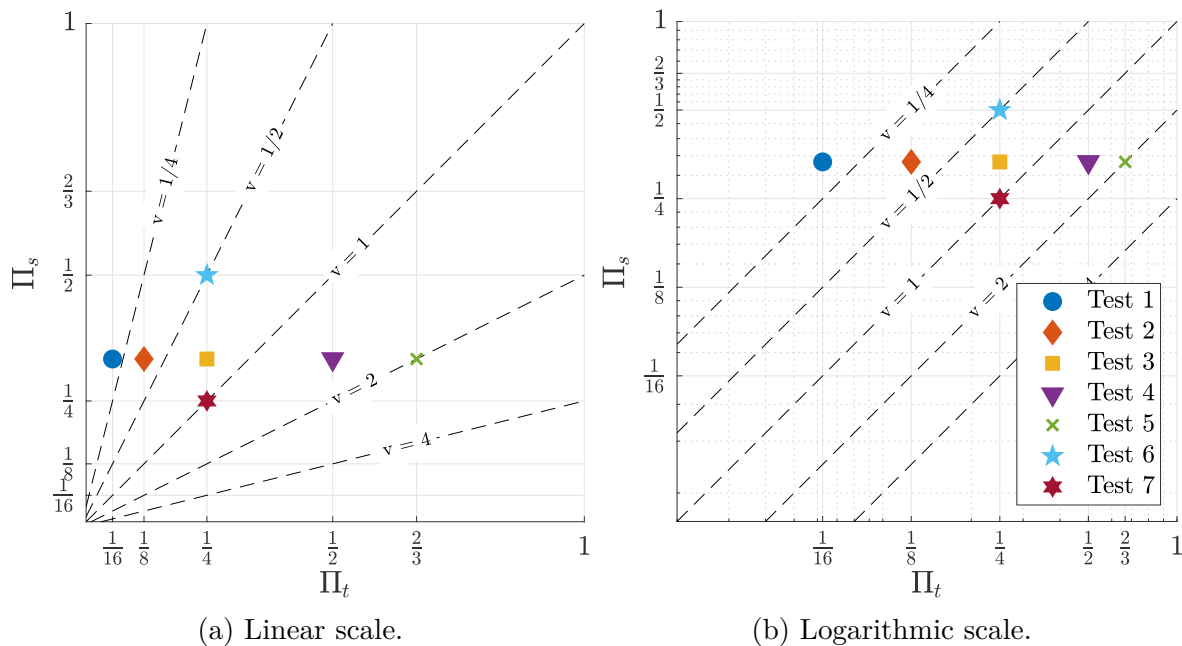 1
2/3
1/2
1/4
1/8
1/16
Π_s
v = 1/4
v = 1/2
v = 1
v = 2
v = 4
1/16 1/8 1/4 1/2 2/3 1
Π_t
(a) Linear scale.
1
2/3
1/2
1/4
1/8
1/16
Π_s
v = 1/4
v = 1/2
v = 1
v = 2
4
Test 1
Test 2
Test 3
Test 4
Test 5
Test 6
Test 7
1/16 1/8 1/4 1/2 2/3 1
Π_t
(b) Logarithmic scale.